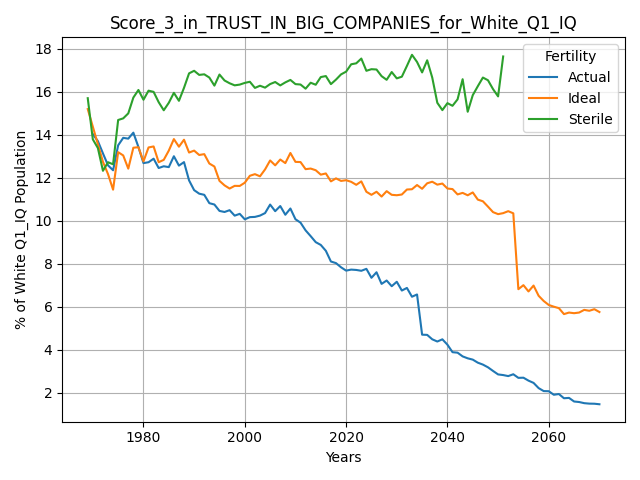 Score_3_in_TRUST_IN_BIG_COMPANIES_for_White_Q1_IQ
% of White Q1_IQ Population
18
16
14
12
10
8
6
4
2
Fertility
Actual
Ideal
Sterile
1980 2000 2020 2040 2060
Years